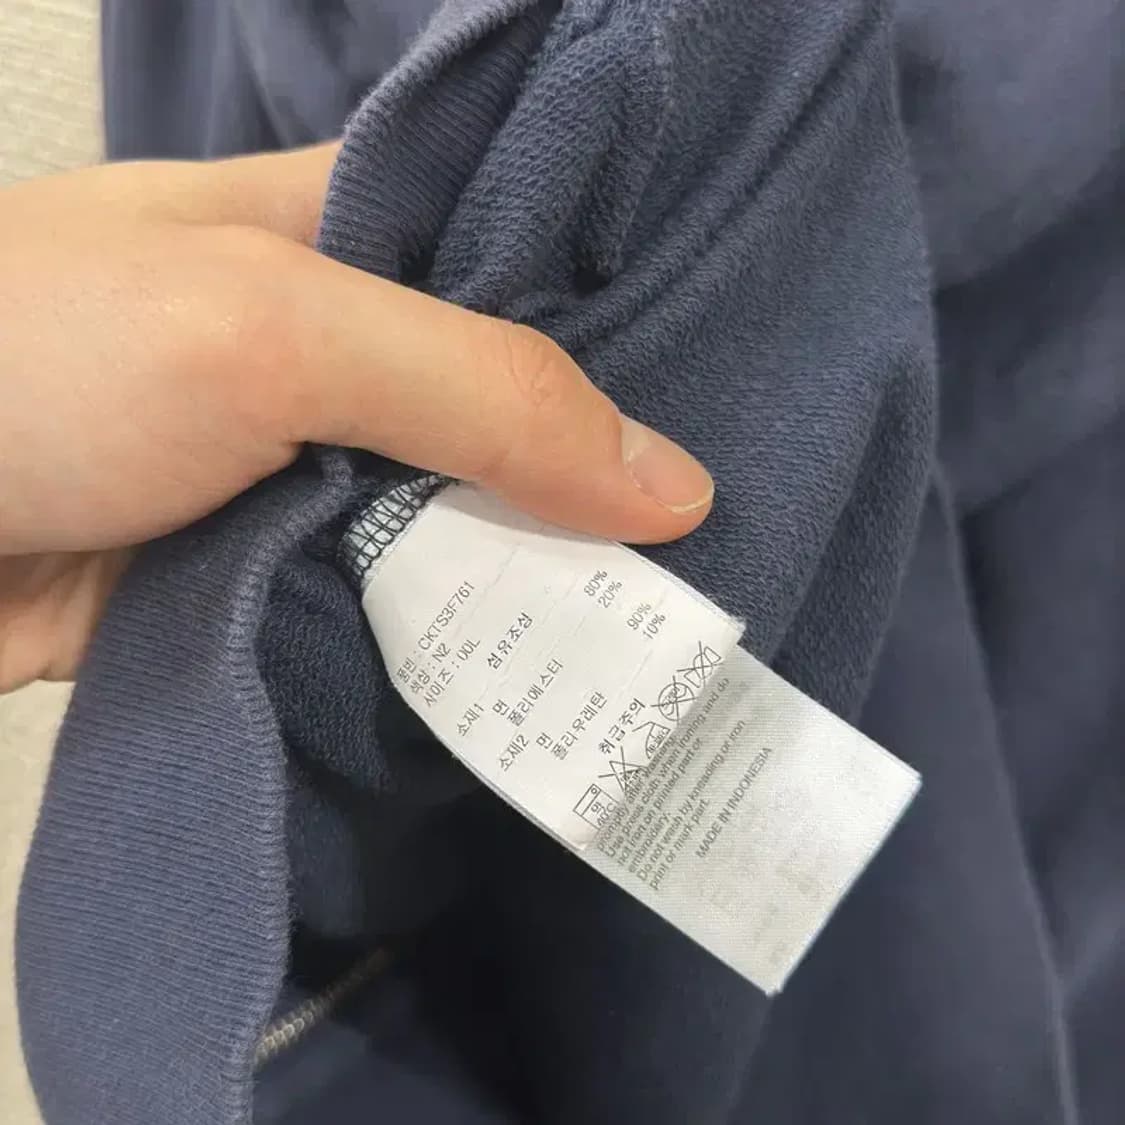 품번 : CKTS3F761
색상 : N2
사이즈 : 00L
섬유조성
소재1 면 80%
폴리에스터 20%
소재2 면 90%
폴리우레탄 10%
취급주의
40℃
promptly after washing.
Use press cloth when ironing and do
not iron on printed part or
embroidery.
Do not wash by kneading or iron
print or mark part.
MADE IN INDONESIA